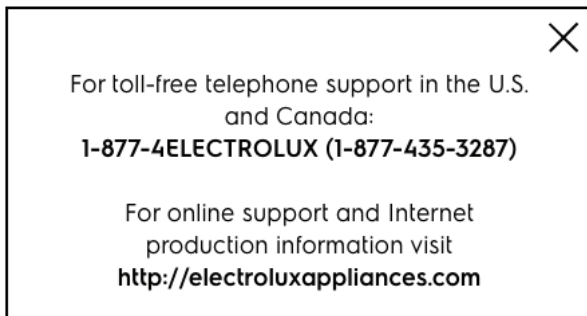 For toll-free telephone support in the U.S.
and Canada:
1-877-4ELECTROLUX (1-877-435-3287)
For online support and Internet
production information visit
http://electroluxappliances.com